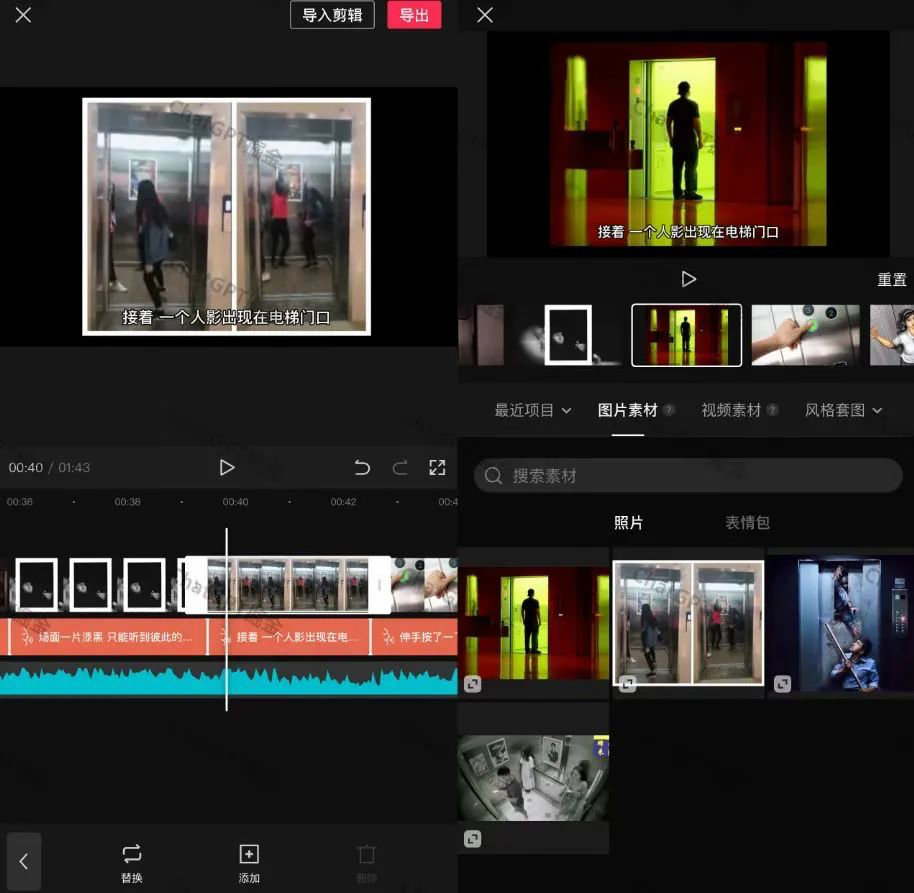 导入剪辑
导出
接着 一个人影出现在电梯门口
00:40 / 01:43
00:36
00:38
00:40
00:42
00:4
场面一片漆黑 只能听到彼此的...
接着 一个人影出现在电...
伸手按了一
替换
添加
删除
接着 一个人影出现在电梯门口
重置
最近项目
图片素材
?
视频素材
?
风格套图
搜索素材
照片
表情包